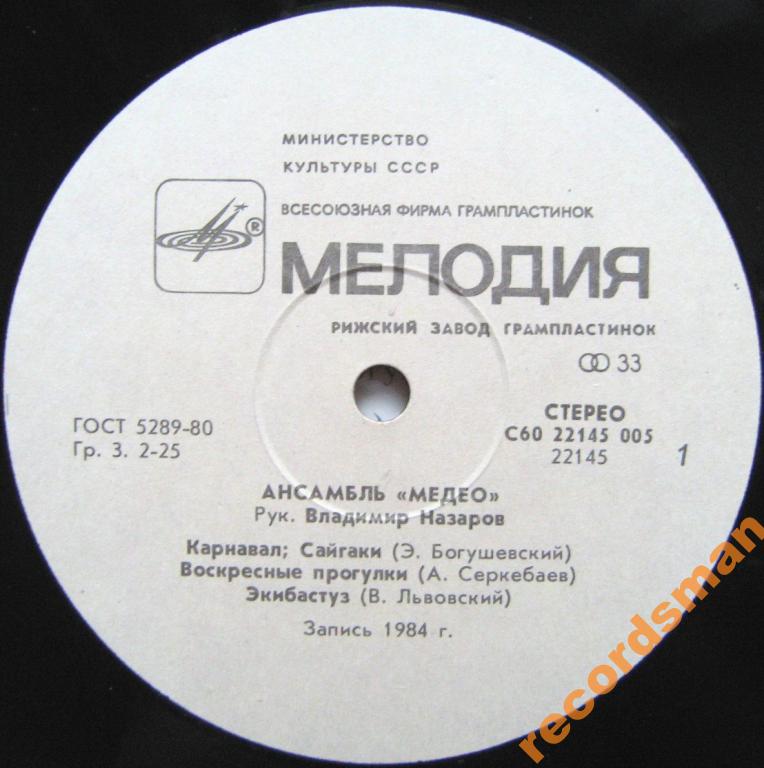 МИНИСТЕРСТВО
КУЛЬТУРЫ СССР
ВСЕСОЮЗНАЯ ФИРМА ГРАМПЛАСТИНОК
®
МЕЛОДИЯ
РИЖСКИЙ ЗАВОД ГРАМПЛАСТИНОК
33
ГОСТ 5289-80
Гр. 3. 2-25
СТЕРЕО
С60 22145 005
22145
1
АНСАМБЛЬ «МЕДЕО»
Рук. Владимир Назаров
Карнавал; Сайгаки (Э. Богушевский)
Воскресные прогулки (А. Серкебаев)
Экибастуз (В. Львовский)
Запись 1984 г.
recordsman